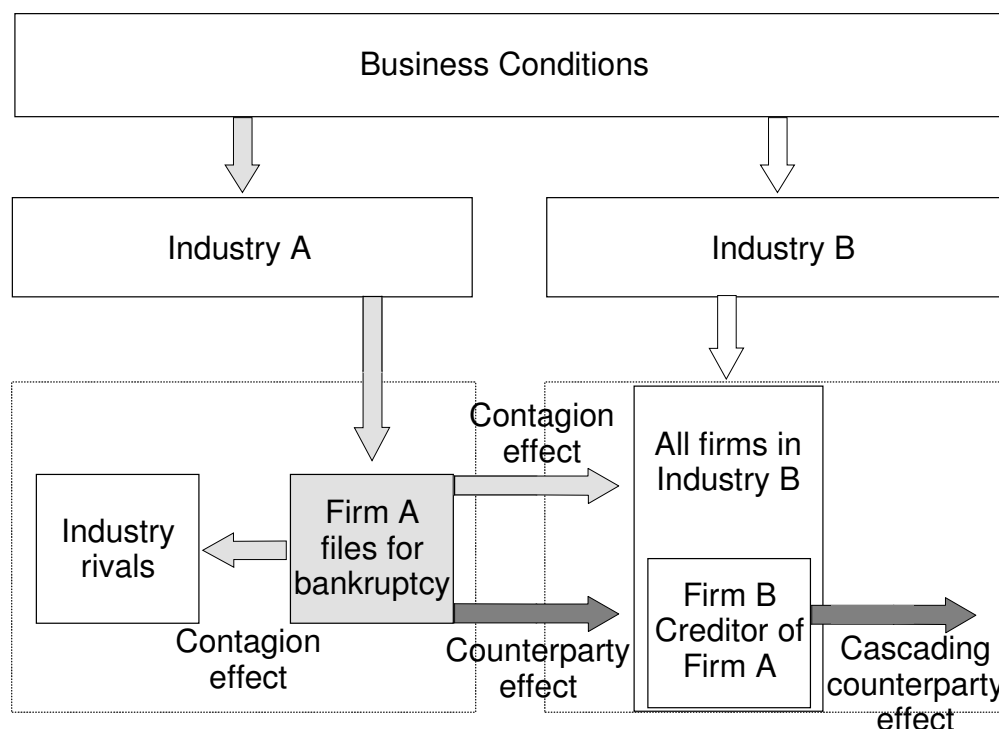 Business Conditions
Industry A
Industry B
Contagion
effect
All firms in
Industry B
Industry
rivals
Firm A
files for
bankruptcy
Contagion
effect
Counterparty
effect
Firm B
Creditor of
Firm A
Cascading
counterparty
effect